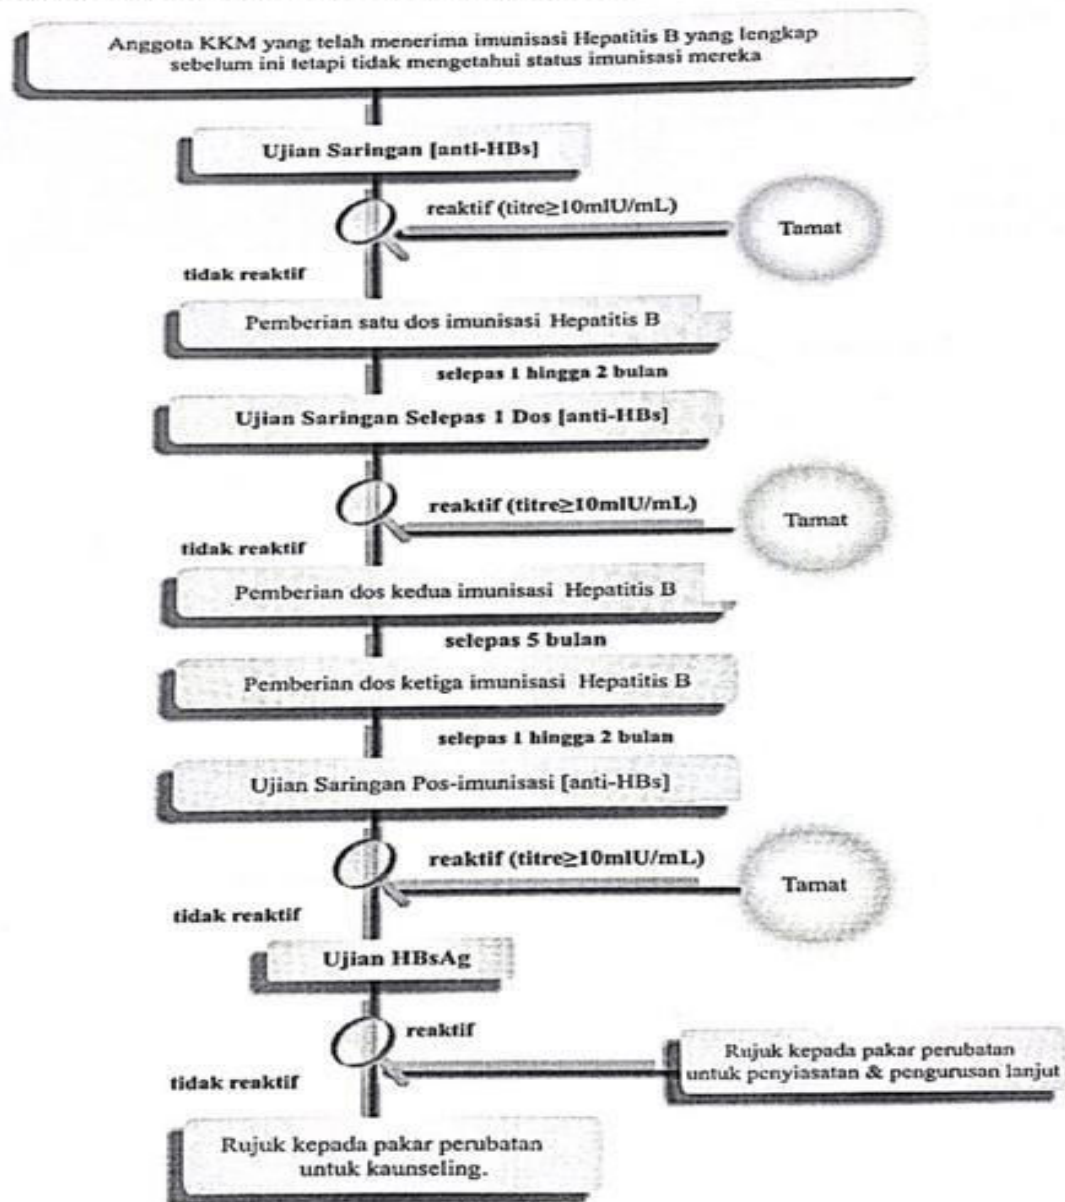 Anggota KKM yang telah menerima imunisasi Hepatitis B yang lengkap
sebelum ini tetapi tidak mengetahui status imunisasi mereka
Ujian Saringan [anti-HBs]
reaktif (titre≥10mIU/mL)
Tamat
tidak reaktif
Pemberian satu dos imunisasi Hepatitis B
selepas 1 hingga 2 bulan
Ujian Saringan Selepas 1 Dos [anti-HBs]
reaktif (titre≥10mIU/mL)
Tamat
tidak reaktif
Pemberian dos kedua imunisasi Hepatitis B
selepas 5 bulan
Pemberian dos ketiga imunisasi Hepatitis B
selepas 1 hingga 2 bulan
Ujian Saringan Pos-imunisasi [anti-HBs]
reaktif (titre≥10mIU/mL)
Tamat
tidak reaktif
Ujian HBsAg
reaktif
Rujuk kepada pakar perubatan
untuk penyiasatan & pengurusan lanjut
tidak reaktif
Rujuk kepada pakar perubatan
untuk kaunseling.